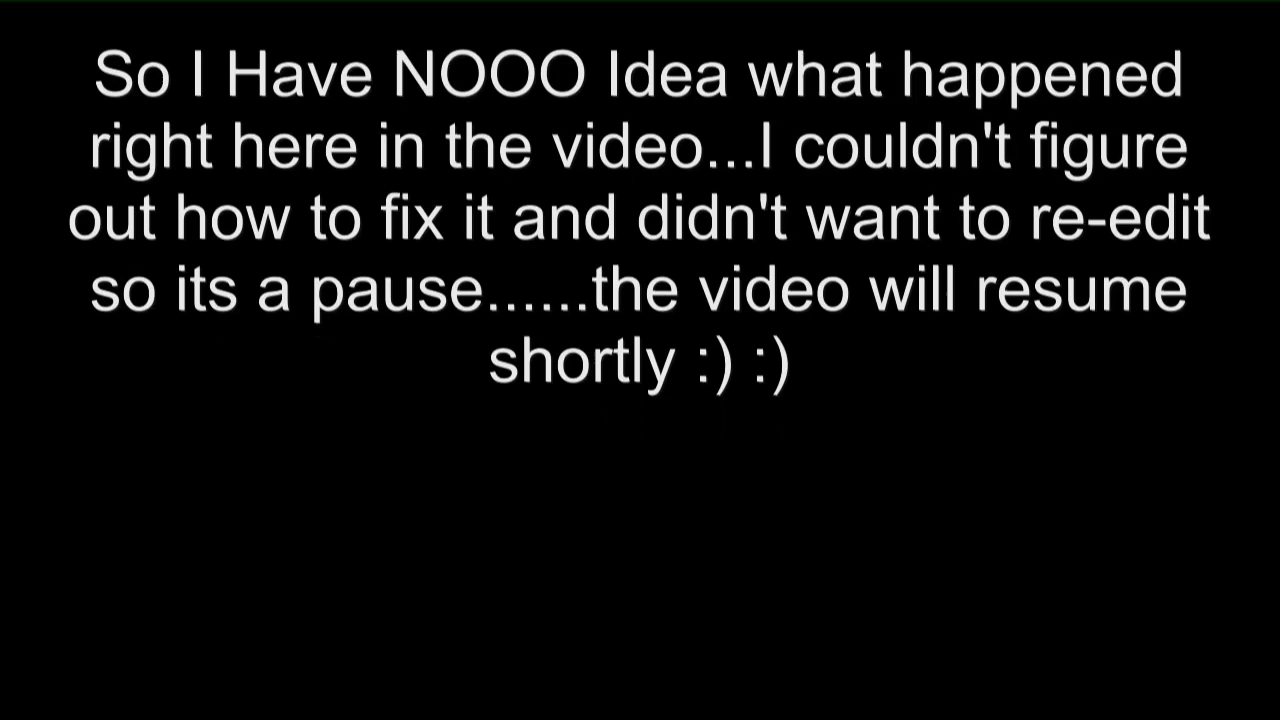 So I Have NOOO Idea what happened
right here in the video...I couldn't figure
out how to fix it and didn't want to re-edit
so its a pause......the video will resume
shortly :) :)